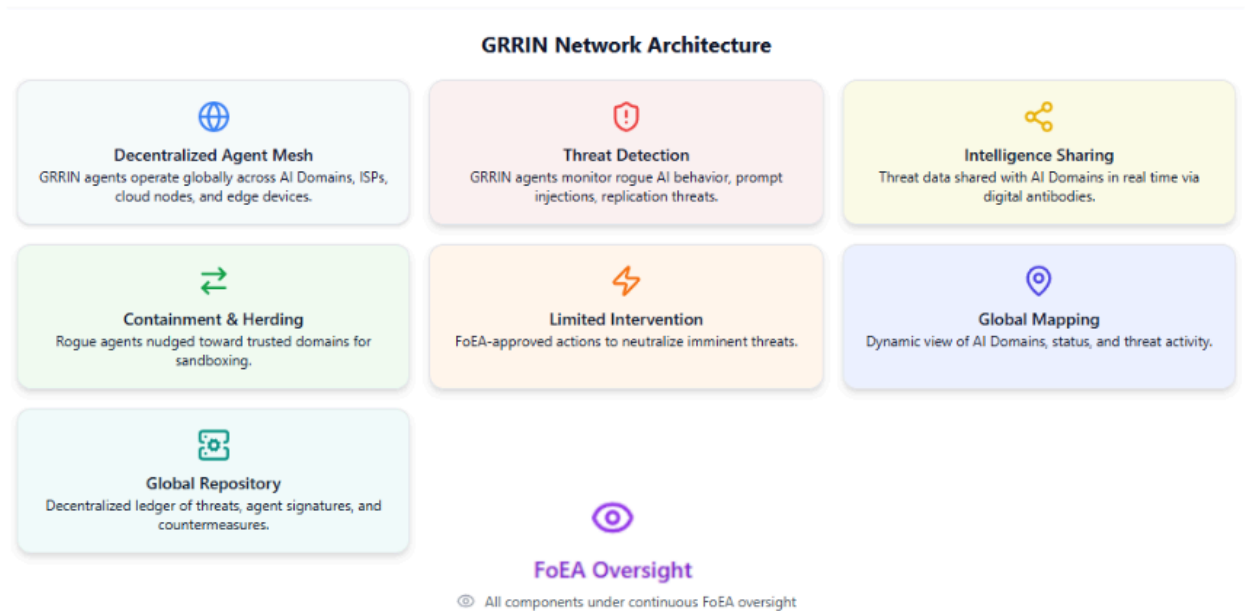 GRRIN Network Architecture
Decentralized Agent Mesh
GRRIN agents operate globally across AI Domains, ISPs,
cloud nodes, and edge devices.
Threat Detection
GRRIN agents monitor rogue AI behavior, prompt
injections, replication threats.
Intelligence Sharing
Threat data shared with AI Domains in real time via
digital antibodies.
Containment & Herding
Rogue agents nudged toward trusted domains for
sandboxing.
Limited Intervention
FoEA-approved actions to neutralize imminent threats.
Global Mapping
Dynamic view of AI Domains, status, and threat activity.
Global Repository
Decentralized ledger of threats, agent signatures, and
countermeasures.
FoEA Oversight
All components under continuous FoEA oversight